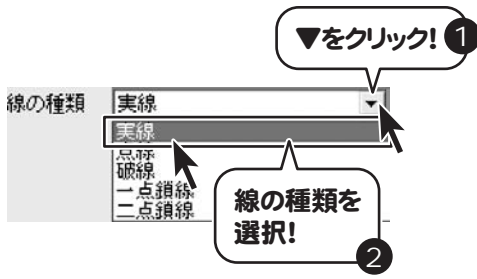 ▼をクリック! 1
線の種類 実線
実線
点線
破線
一点鎖線
二点鎖線
線の種類を
選択!
2